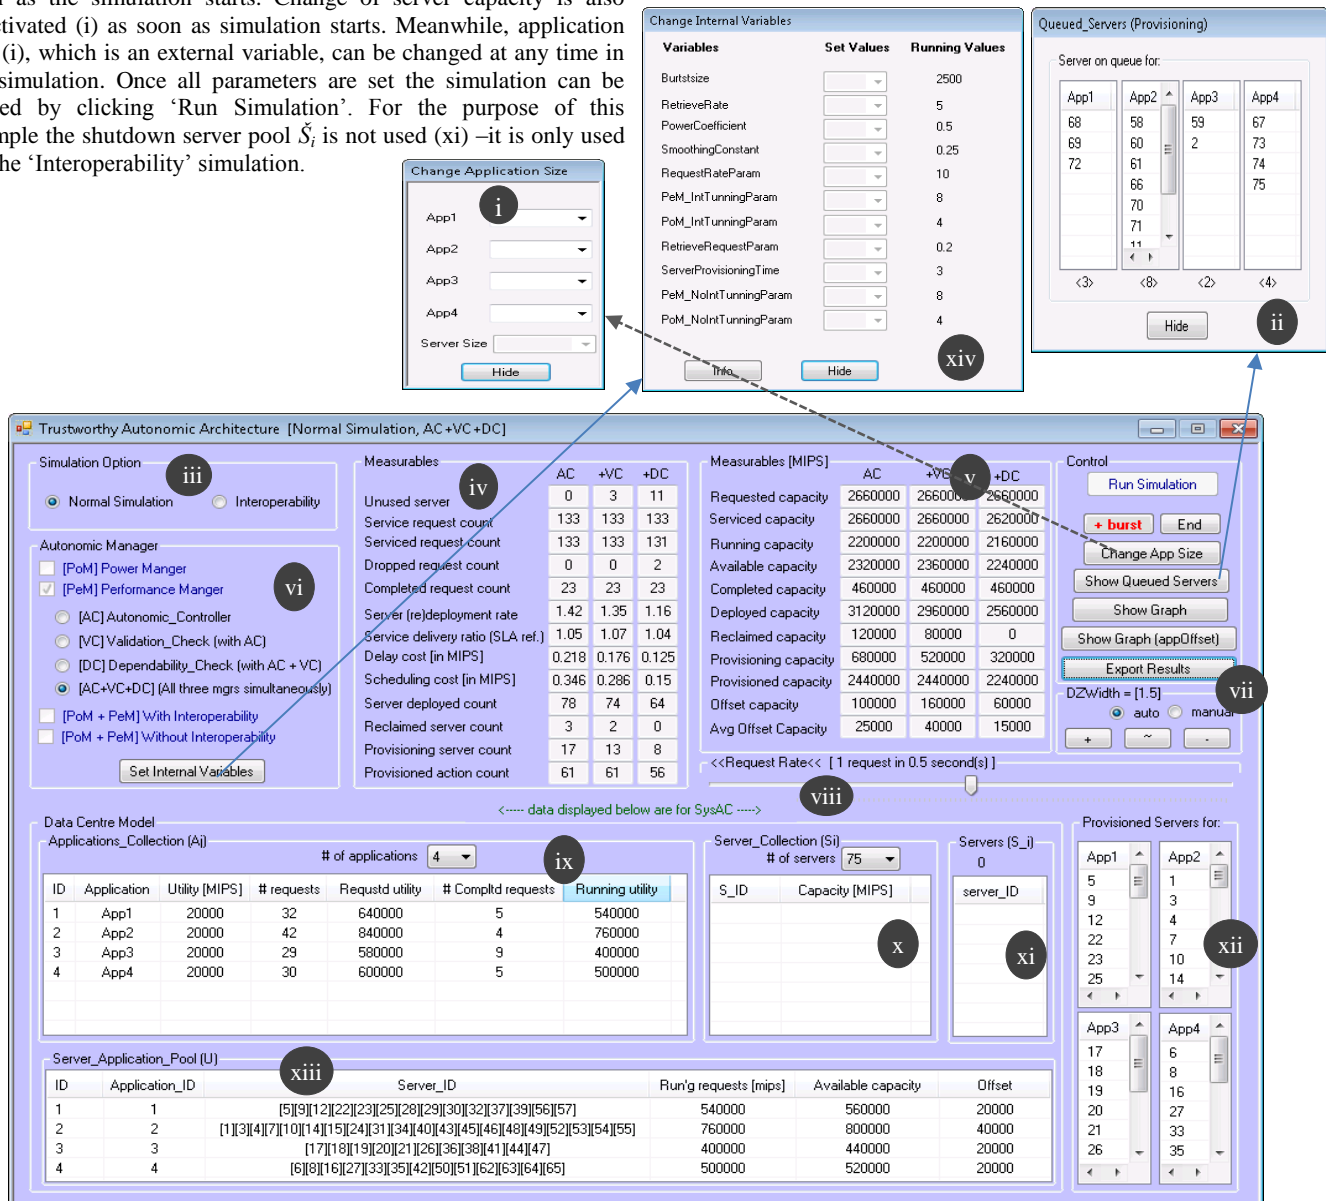 as the simulation starts. Change of server capacity is also
tivated (i) as soon as simulation starts. Meanwhile, application
(i), which is an external variable, can be changed at any time in
simulation. Once all parameters are set the simulation can be
ed by clicking ‘Run Simulation’. For the purpose of this
mple the shutdown server pool Ši is not used (xi) –it is only used
he ‘Interoperability’ simulation.
Change Application Size
i
App1
App2
App3
App4
Server Size
Hide
Change Internal Variables
Variables Set Values Running Values
Burtstsize 2500
RetrieveRate 5
PowerCoefficient 0.5
SmoothingConstant 0.25
RequestRateParam 10
PeM_IntTunningParam 8
PoM_IntTunningParam 4
RetrieveRequestParam 0.2
ServerProvisioningTime 3
PeM_NoIntTunningParam 8
PoM_NoIntTunningParam 4
xiv
Info Hide
Queued_Servers (Provisioning)
Server on queue for:
App1 App2 App3 App4
68 58 59 67
69 60 2 73
72 61 74
66 75
70
71
11
<3> <8> <2> <4>
Hide
ii
Trustworthy Autonomic Architecture [Normal Simulation, AC+VC+DC]
Simulation Option
iii
Normal Simulation Interoperability
Autonomic Manager
[PoM] Power Manger
[PeM] Performance Manger
vi
[AC] Autonomic_Controller
[VC] Validation_Check (with AC)
[DC] Dependability_Check (with AC + VC)
[AC+VC+DC] (All three mgrs simultaneously)
[PoM + PeM] With Interoperability
[PoM + PeM] Without Interoperability
Set Internal Variables
Measurables
iv
AC +VC +DC
Unused server 0 3 11
Service request count 133 133 133
Serviced request count 133 133 131
Dropped request count 0 0 2
Completed request count 23 23 23
Server (re)deployment rate 1.42 1.35 1.16
Service delivery ratio (SLA ref.) 1.05 1.07 1.04
Delay cost [in MIPS] 0.218 0.176 0.125
Scheduling cost [in MIPS] 0.346 0.286 0.15
Server deployed count 78 74 64
Reclaimed server count 3 2 0
Provisioning server count 17 13 8
Provisioned action count 61 61 56
Measurables [MIPS]
v
AC +VC +DC
Requested capacity 2660000 2660000 2660000
Serviced capacity 2660000 2660000 2620000
Running capacity 2200000 2200000 2160000
Available capacity 2320000 2360000 2240000
Completed capacity 460000 460000 460000
Deployed capacity 3120000 2960000 2560000
Reclaimed capacity 120000 80000 0
Provisioning capacity 680000 520000 320000
Provisioned capacity 2440000 2440000 2240000
Offset capacity 100000 160000 60000
Avg Offset Capacity 25000 40000 15000
Control
Run Simulation
+ burst End
Change App Size
Show Queued Servers
Show Graph
Show Graph (appOffset)
Export Results
vii
DZWidth = [1.5]
auto manual
+ ~ -
<<Request Rate<< [ 1 request in 0.5 second(s) ]
viii
<----- data displayed below are for SysAC ----->
Data Centre Model
Applications_Collection (Aj)
# of applications 4
ix
ID Application Utility [MIPS] # requests Requstd utility # Compltd requests Running utility
1 App1 20000 32 640000 5 540000
2 App2 20000 42 840000 4 760000
3 App3 20000 29 580000 9 400000
4 App4 20000 30 600000 5 500000
Server_Collection (Si)
# of servers 75
S_ID Capacity [MIPS]
x
Servers (S_i)
0
server_ID
xi
Provisioned Servers for:
App1 App2
5 1
9 3
12 4
22 7
23 10
25 14
xii
App3 App4
17 6
18 8
19 16
20 27
21 33
26 35
Server_Application_Pool (U)
xiii
ID Application_ID Server_ID Run'g requests [mips] Available capacity Offset
1 1 [5][9][12][22][23][25][28][29][30][32][37][39][56][57] 540000 560000 20000
2 2 [1][3][4][7][10][14][15][24][31][34][40][43][45][46][48][49][52][53][54][55] 760000 800000 40000
3 3 [17][18][19][20][21][26][36][38][41][44][47] 400000 440000 20000
4 4 [6][8][16][27][33][35][42][50][51][62][63][64][65] 500000 520000 20000